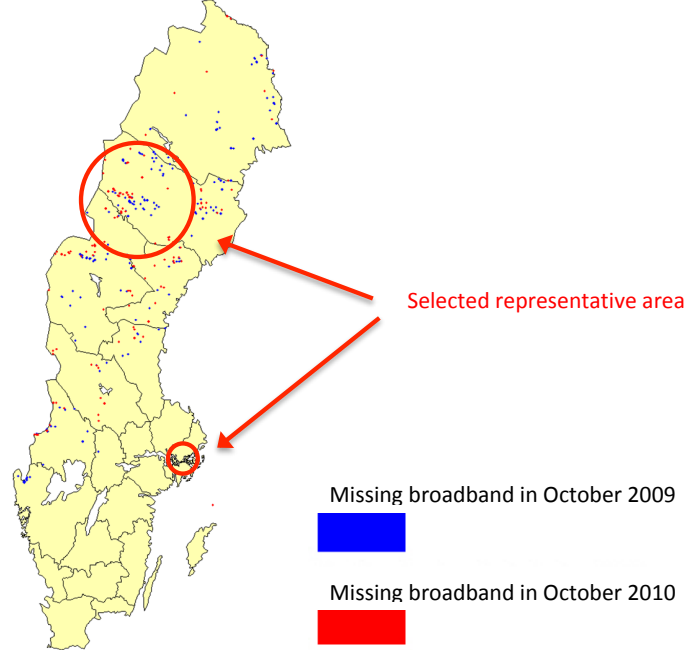 Selected representative area
Missing broadband in October 2009
Missing broadband in October 2010